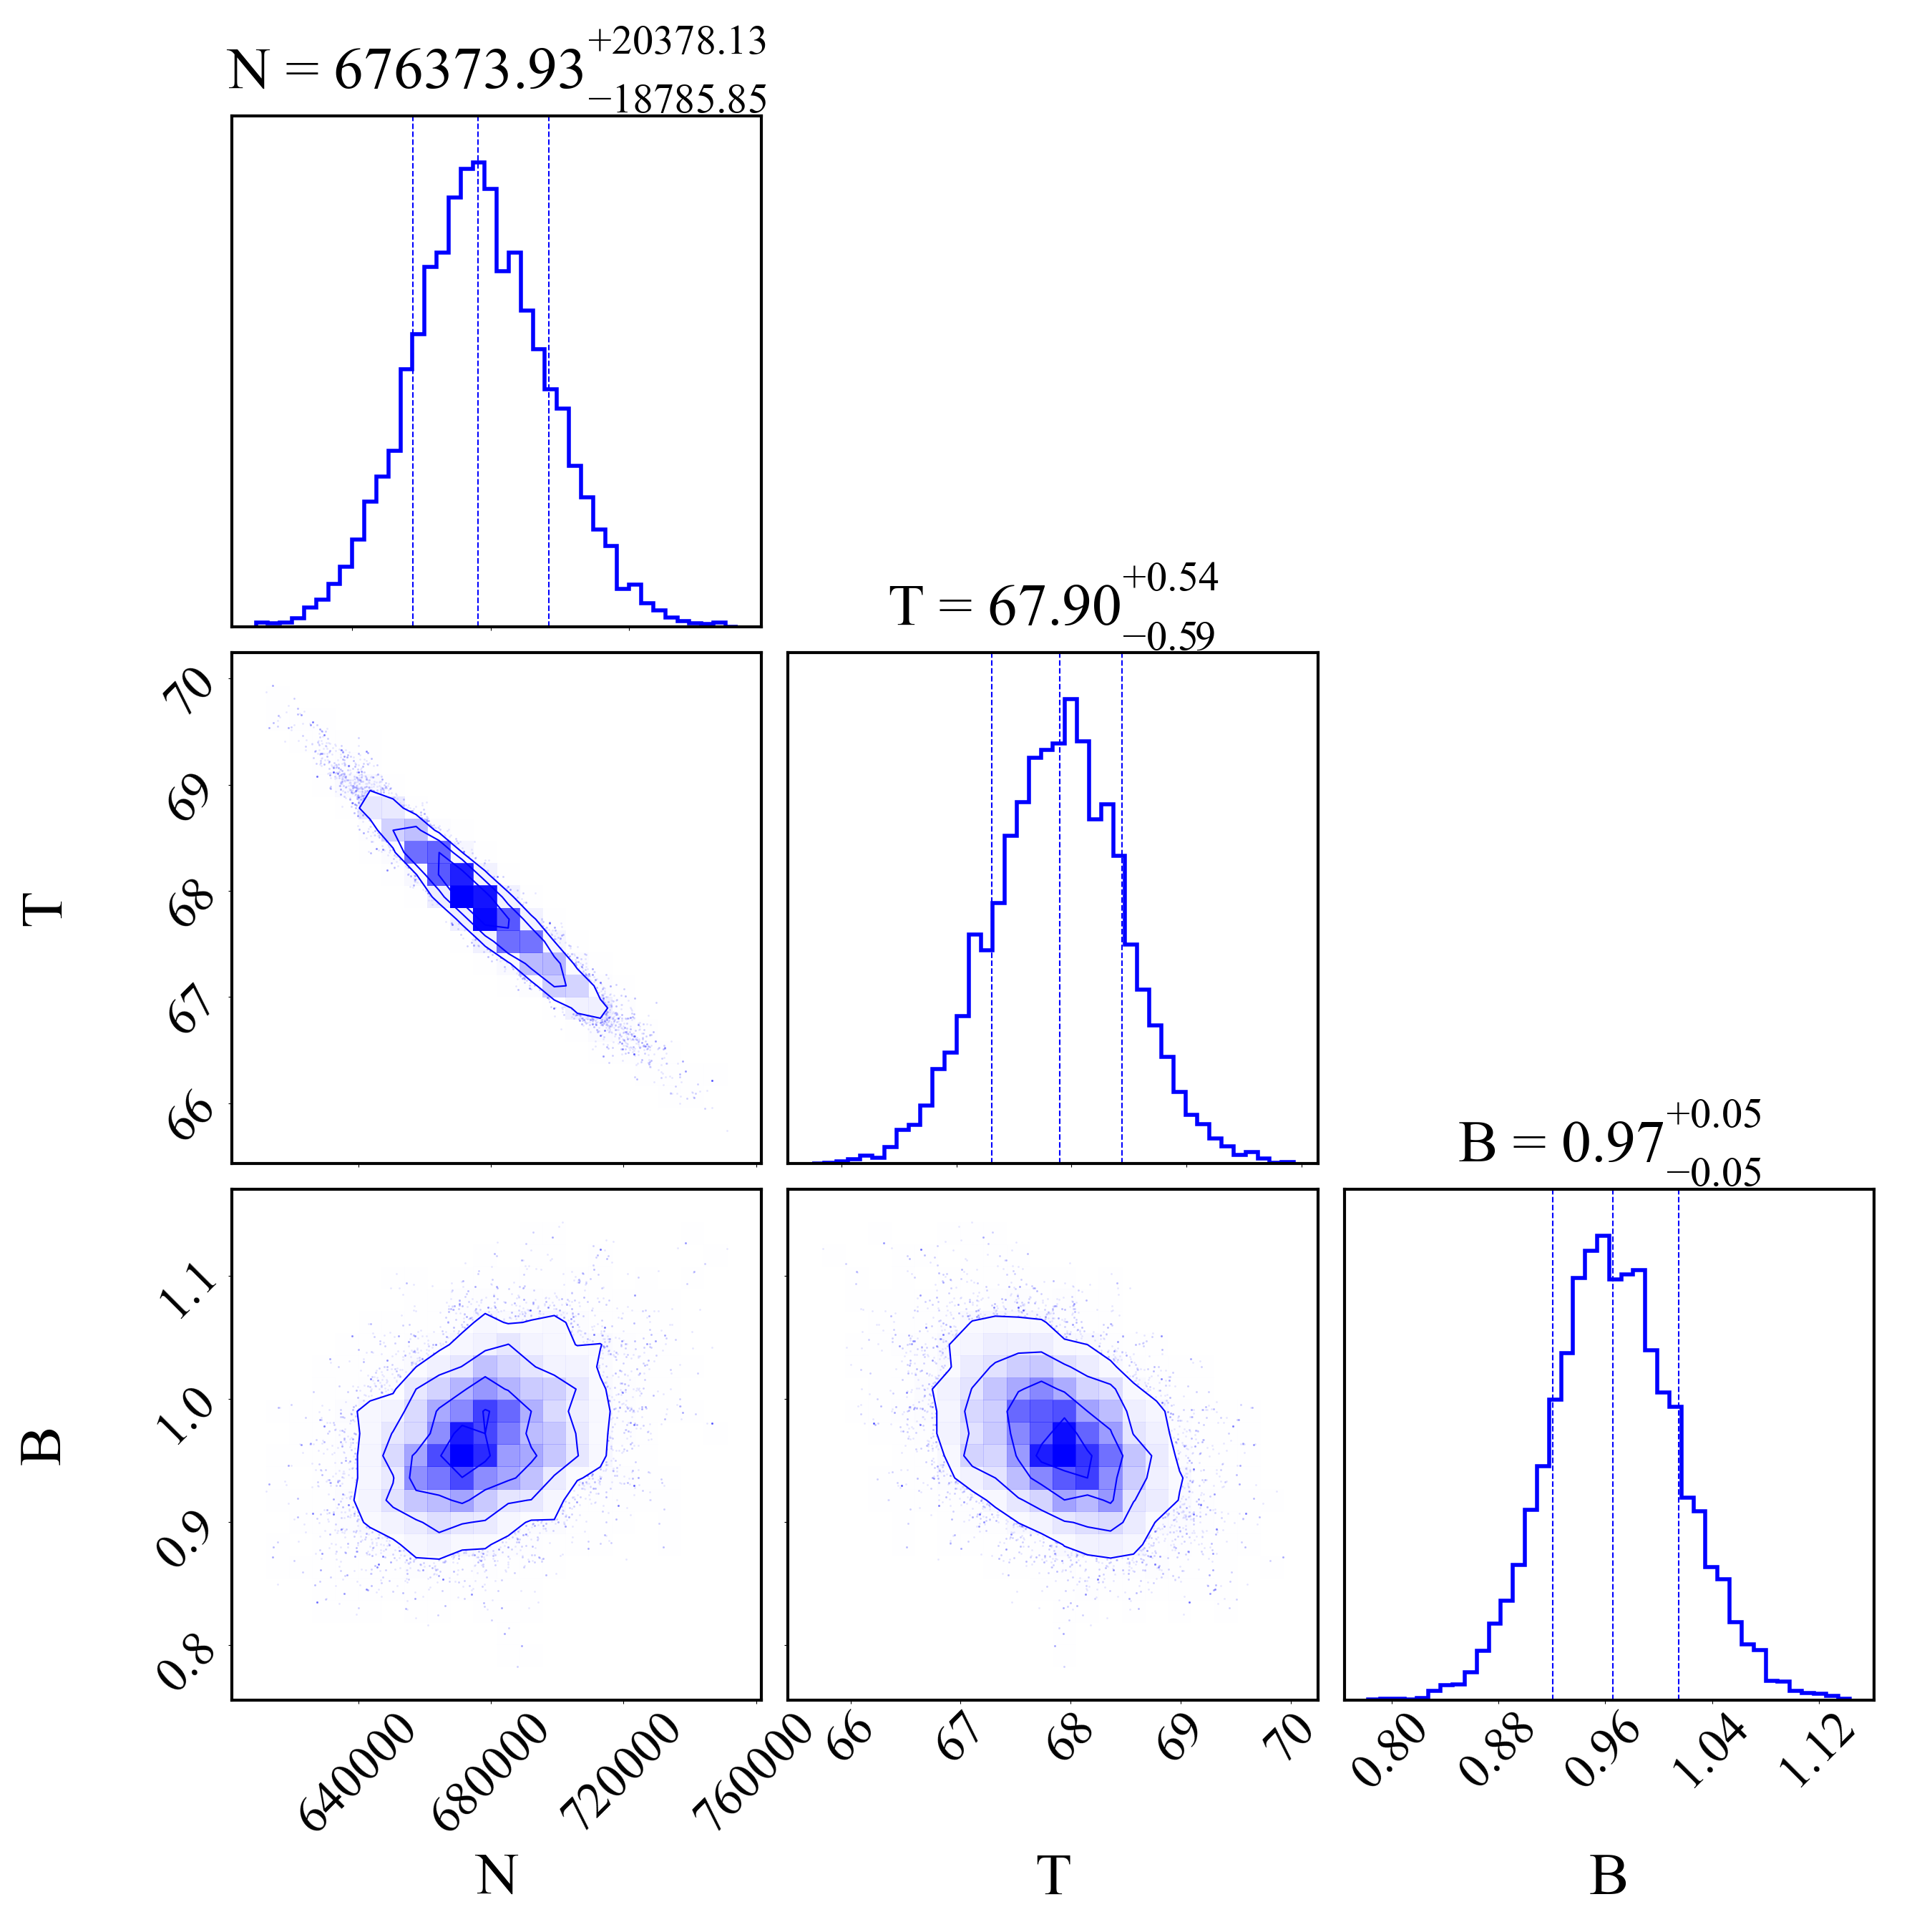 N = 676373.93 +20378.13 −18785.85
T = 67.90 +0.54 −0.59
70
69
68
67
66
T
B = 0.97 +0.05 −0.05
1.1
1.0
0.9
0.8
B
640000 680000 720000 760000
66 67 68 69 70
0.80 0.88 0.96 1.04 1.12
N T B